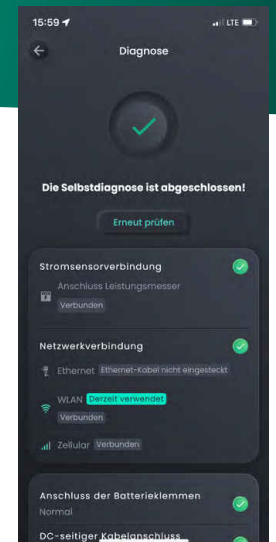 15:59
LTE
Diagnose
Die Selbstdiagnose ist abgeschlossen!
Erneut prüfen
Stromsensorverbindung
Anschluss Leistungsmesser
Verbunden
Netzwerkverbindung
Ethernet Ethernet-Kabel nicht eingesteckt
WLAN Derzeit verwendet
Verbunden
Zellular Verbunden
Anschluss der Batterieklemmen
Normal
DC-seitiger Kabelanschluss